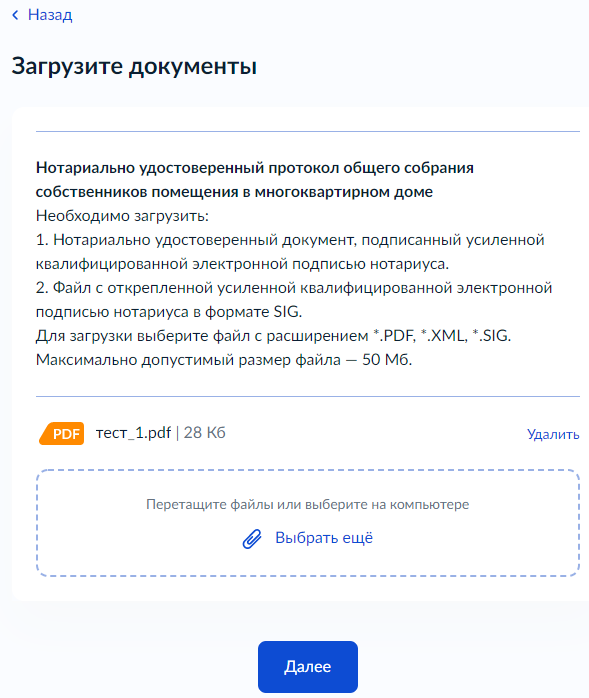 Назад
Загрузите документы
Нотариально удостоверенный протокол общего собрания
собственников помещения в многоквартирном доме
Необходимо загрузить:
1. Нотариально удостоверенный документ, подписанный усиленной
квалифицированной электронной подписью нотариуса.
2. Файл с открепленной усиленной квалифицированной электронной
подписью нотариуса в формате SIG.
Для загрузки выберите файл с расширением *.PDF, *.XML, *.SIG.
Максимально допустимый размер файла — 50 Мб.
PDF тест_1.pdf | 28 Кб Удалить
Перетащите файлы или выберите на компьютере
Выбрать ещё
Далее